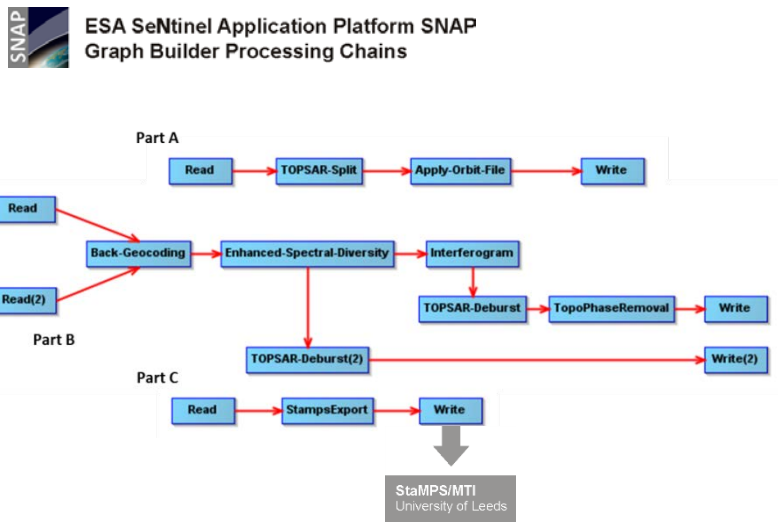 SNAP
ESA SeNtinel Application Platform SNAP
Graph Builder Processing Chains
Part A
Read
TOPSAR-Split
Apply-Orbit-File
Write
Read
Back-Geocoding
Enhanced-Spectral-Diversity
Interferogram
Read(2)
TOPSAR-Deburst
TopoPhaseRemoval
Write
Part B
TOPSAR-Deburst(2)
Write(2)
Part C
Read
StampsExport
Write
StaMPS/MTI
University of Leeds